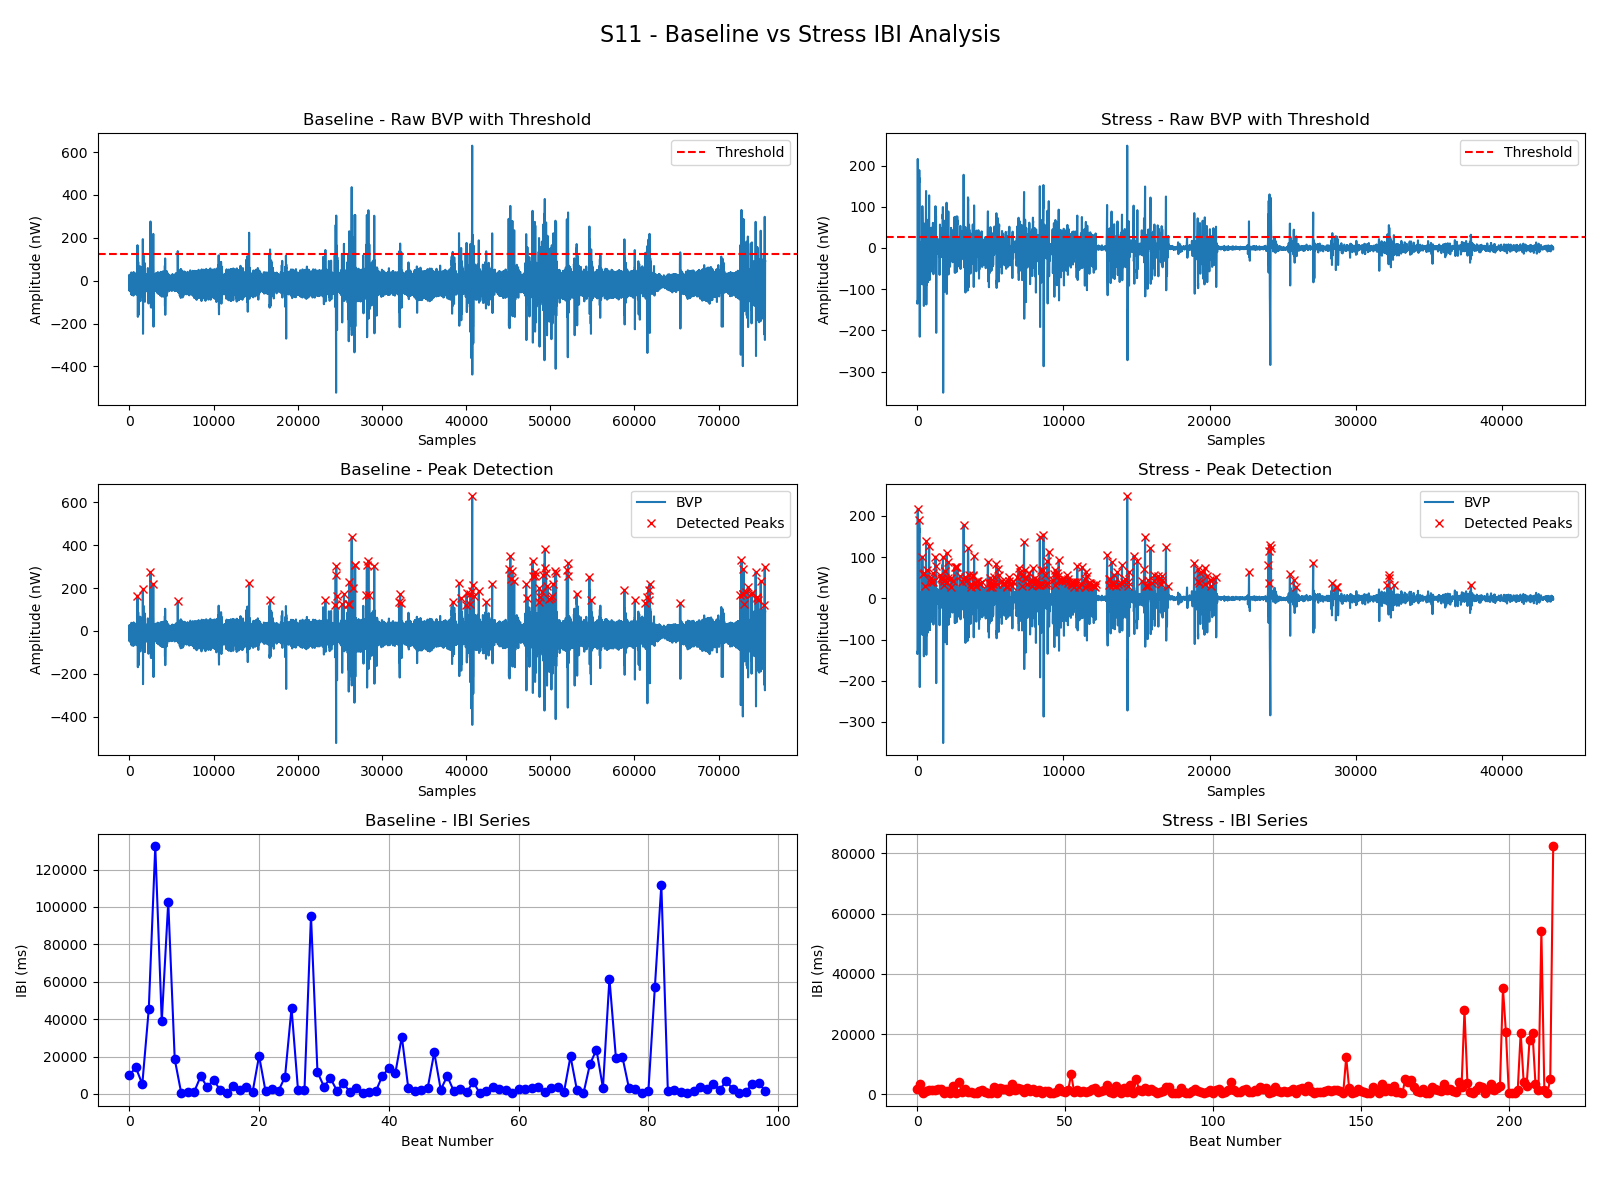 S11 - Baseline vs Stress IBI Analysis
Baseline - Raw BVP with Threshold
Amplitude (nW)
600
400
200
0
−200
−400
Threshold
0 10000 20000 30000 40000 50000 60000 70000
Samples
Stress - Raw BVP with Threshold
Amplitude (nW)
200
100
0
−100
−200
−300
Threshold
0 10000 20000 30000 40000
Samples
Baseline - Peak Detection
Amplitude (nW)
600
400
200
0
−200
−400
BVP
Detected Peaks
0 10000 20000 30000 40000 50000 60000 70000
Samples
Stress - Peak Detection
Amplitude (nW)
200
100
0
−100
−200
−300
BVP
Detected Peaks
0 10000 20000 30000 40000
Samples
Baseline - IBI Series
IBI (ms)
120000
100000
80000
60000
40000
20000
0
0 20 40 60 80 100
Beat Number
Stress - IBI Series
IBI (ms)
80000
60000
40000
20000
0
0 50 100 150 200
Beat Number